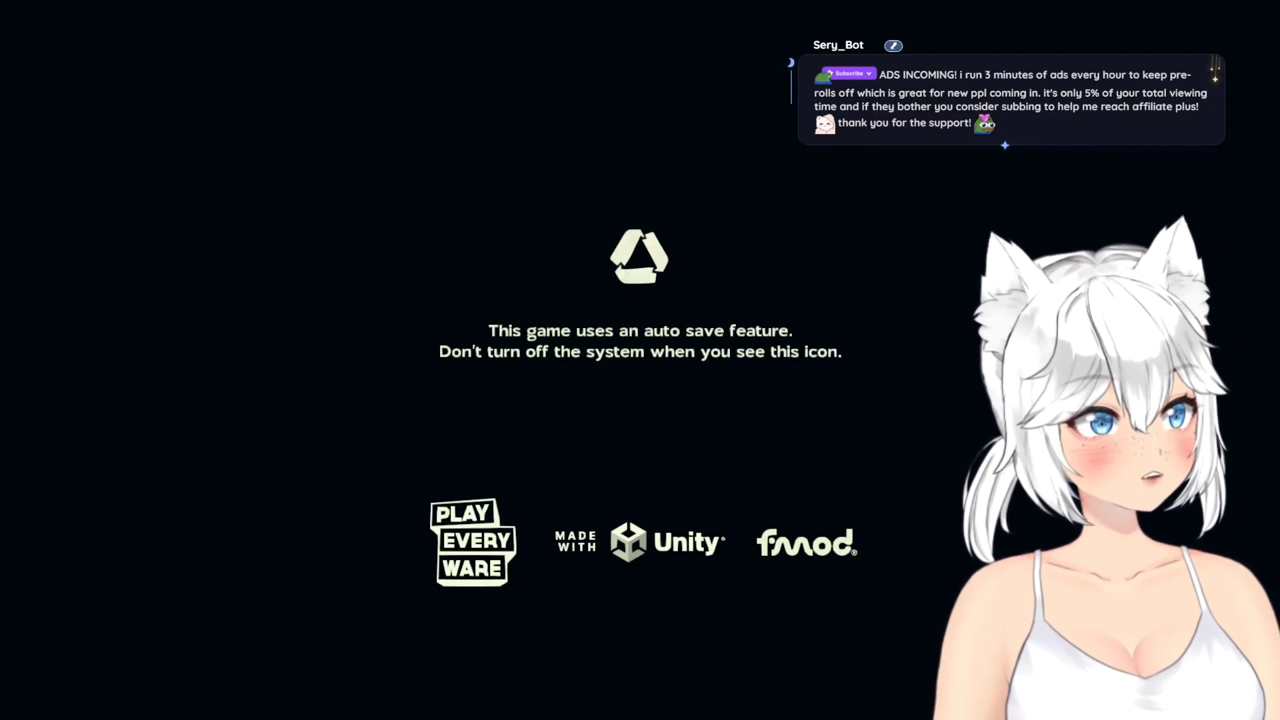 Sery_Bot
Subscribe ADS INCOMING! i run 3 minutes of ads every hour to keep pre-
rolls off which is great for new ppl coming in. it's only 5% of your total viewing
time and if they bother you consider subbing to help me reach affiliate plus!
thank you for the support!
This game uses an auto save feature.
Don't turn off the system when you see this icon.
PLAY
EVERY
WARE
MADE
WITH
Unity
fmod